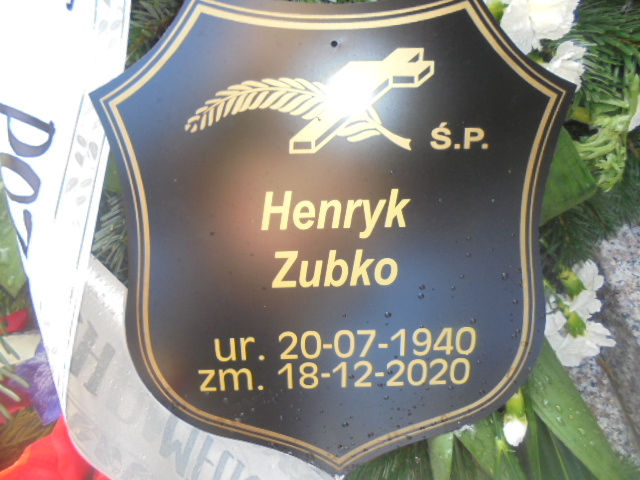 Ś.P.
Henryk
Zubko
ur. 20-07-1940
zm. 18-12-2020